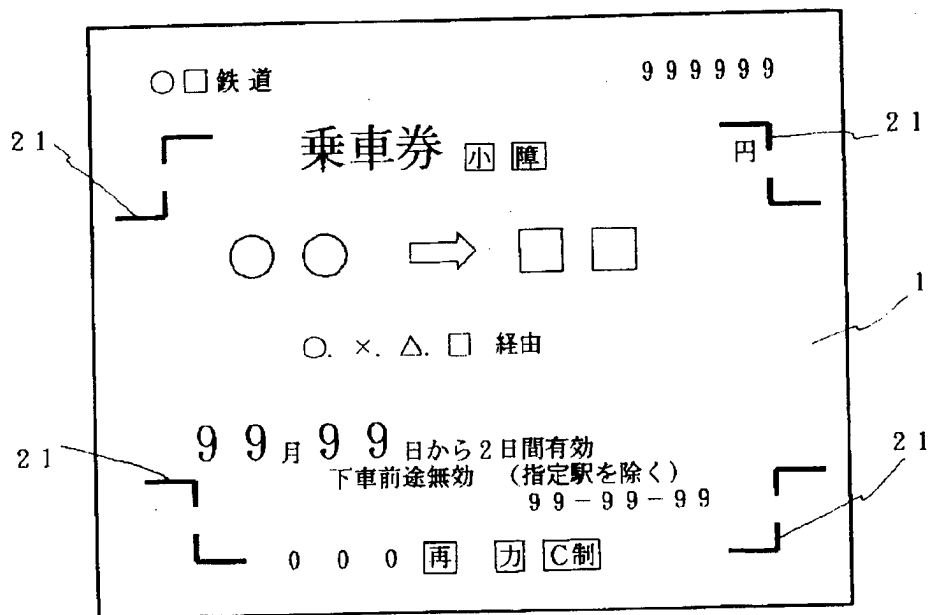 ○□鉄道 999999
21 乗車券 小 障 円 21
○○ ⇨ □□
1
○. ×. △. □ 経由
99月99日から2日間有効
21 下車前途無効 (指定駅を除く) 21
99-99-99
000 再 カ C制